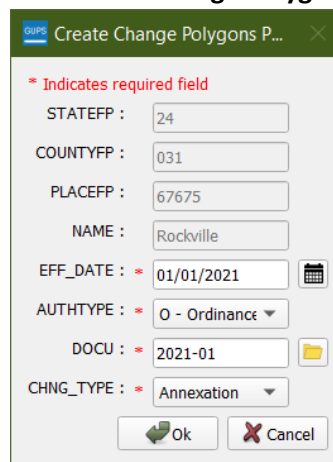 GUPS Create Change Polygons P...
* Indicates required field
STATEFP : 24
COUNTYFP : 031
PLACEFP : 67675
NAME : Rockville
EFF_DATE : * 01/01/2021
AUTHTYPE : * O - Ordinance
DOCU : * 2021-01
CHNG_TYPE : * Annexation
Ok Cancel